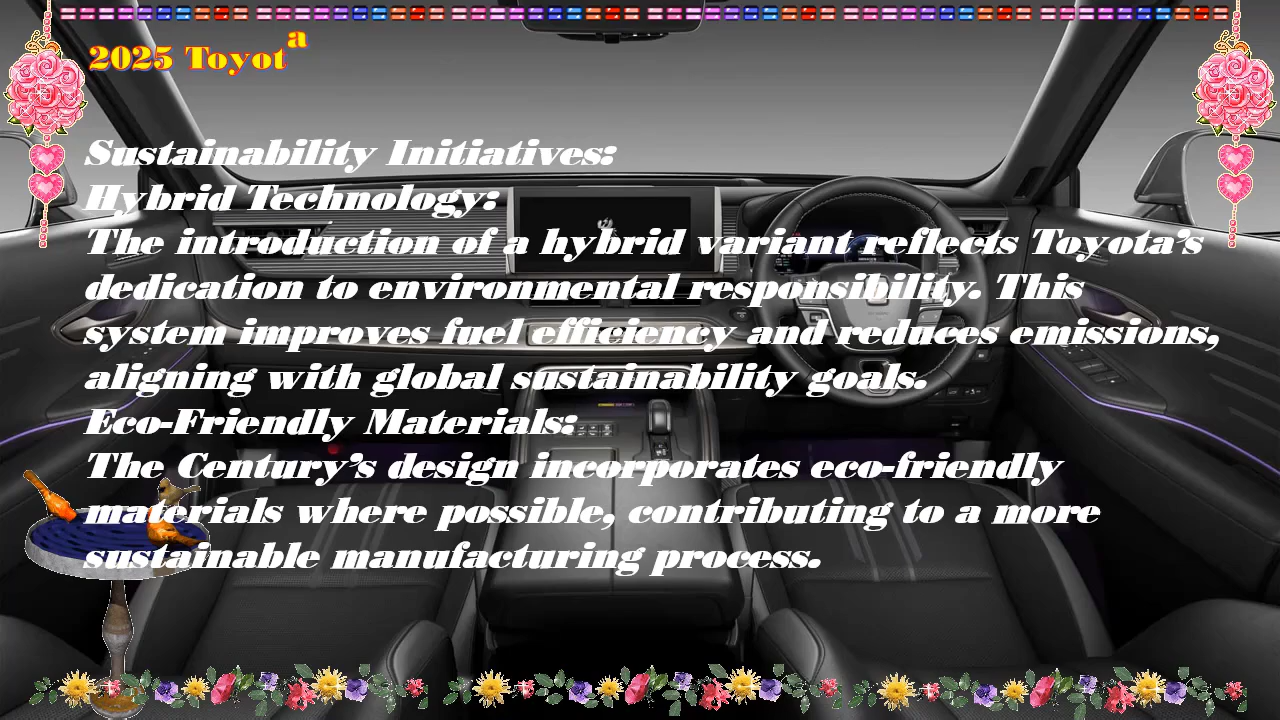 2025 Toyota
Sustainability Initiatives:
Hybrid Technology:
The introduction of a hybrid variant reflects Toyota’s
dedication to environmental responsibility. This
system improves fuel efficiency and reduces emissions,
aligning with global sustainability goals.
Eco-Friendly Materials:
The Century’s design incorporates eco-friendly
materials where possible, contributing to a more
sustainable manufacturing process.